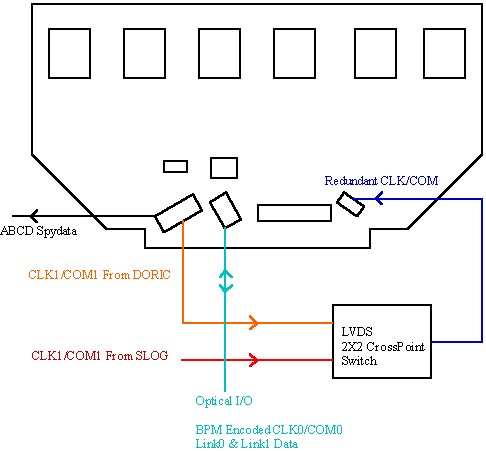 Redundant CLK/COM
ABCD Spydata
CLK1/COM1 From DORIC
LVDS
2X2 CrossPoint
Switch
CLK1/COM1 From SLOG
Optical I/O
BPM Encoded CLK0/COM0
Link0 & Link1 Data